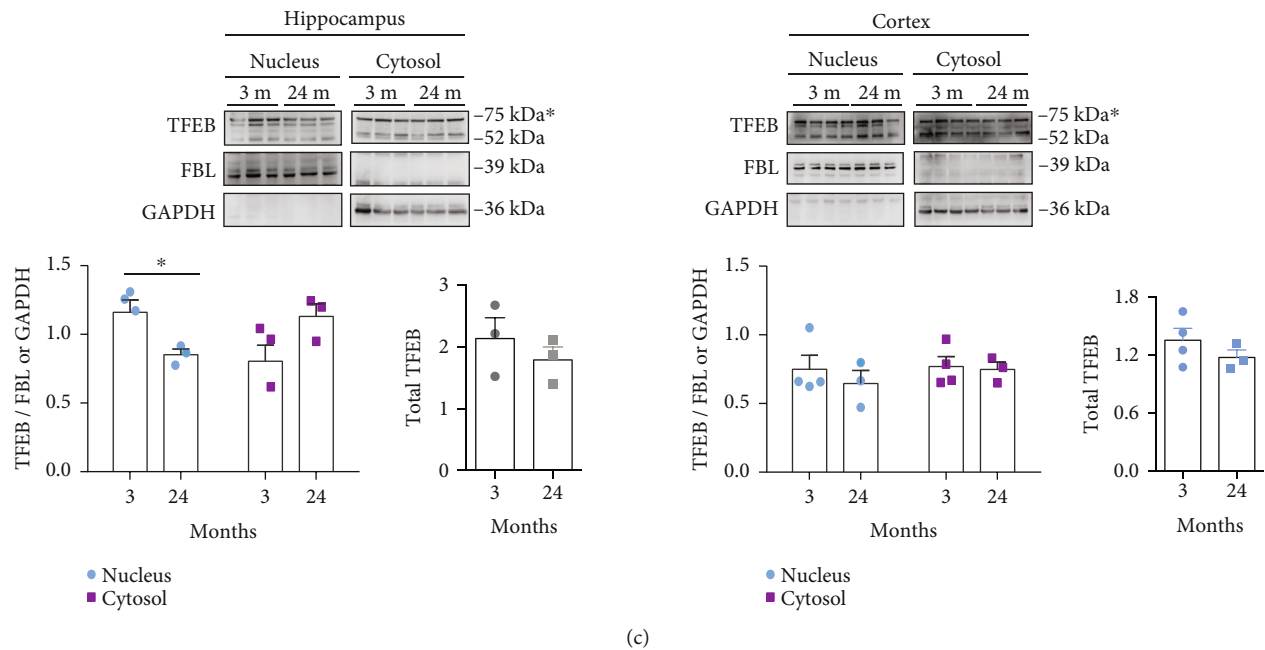 Hippocampus
Nucleus Cytosol
3 m 24 m 3 m 24 m
TFEB –75 kDa*
–52 kDa
FBL –39 kDa
GAPDH –36 kDa
TFEB / FBL or GAPDH
1.5
1.0
0.5
0.0
*
3 24 3 24
Months
Total TFEB
3
2
1
0
3 24
Months
Nucleus
Cytosol
Cortex
Nucleus Cytosol
3 m 24 m 3 m 24 m
TFEB –75 kDa*
–52 kDa
FBL –39 kDa
GAPDH –36 kDa
TFEB / FBL or GAPDH
1.5
1.0
0.5
0.0
3 24 3 24
Months
Total TFEB
1.8
1.2
0.6
0.0
3 24
Months
Nucleus
Cytosol
(c)